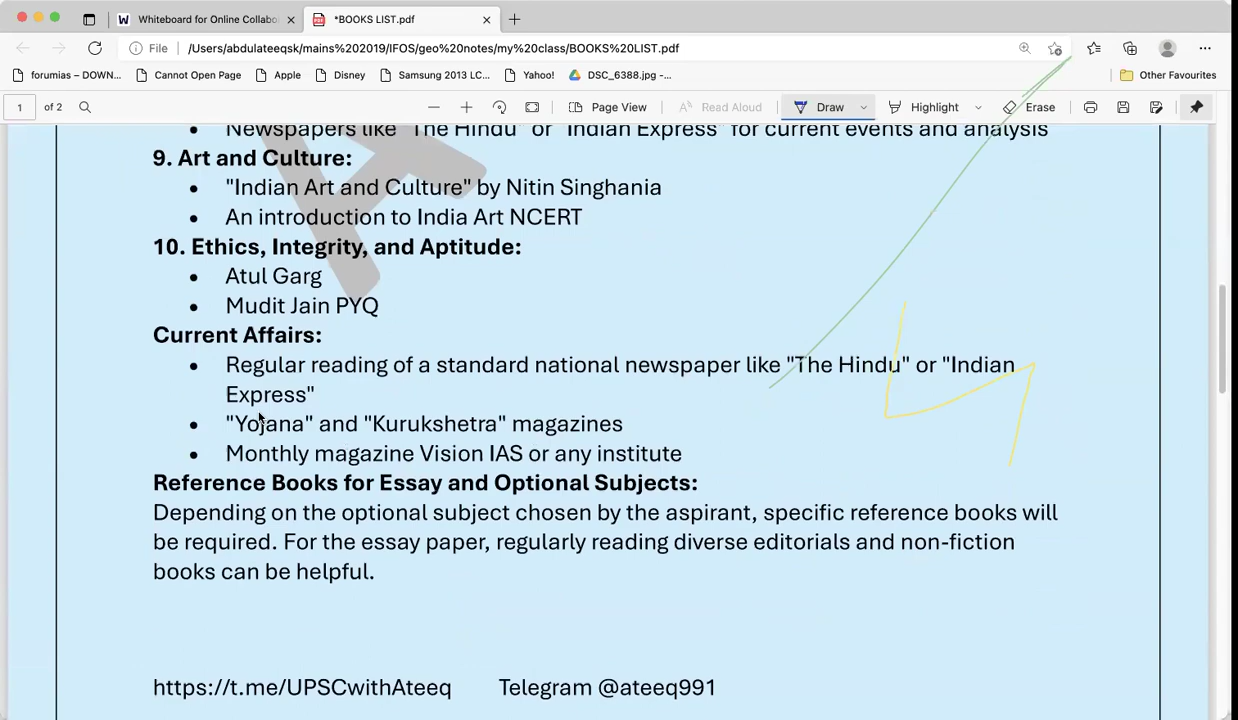 Whiteboard for Online Collabo
*BOOKS LIST.pdf
File
/Users/abdulateeqsk/mains%202019/IFOS/geo%20notes/my%20class/BOOKS%20LIST.pdf
forumias – DOWN...
Cannot Open Page
Apple
Disney
Samsung 2013 LC...
Yahoo!
DSC_6388.jpg -...
Other Favourites
1
of 2
Page View
Read Aloud
Draw
Highlight
Erase
Newspapers like "The Hindu" or "Indian Express" for current events and analysis
9. Art and Culture:
• "Indian Art and Culture" by Nitin Singhania
• An introduction to India Art NCERT
10. Ethics, Integrity, and Aptitude:
• Atul Garg
• Mudit Jain PYQ
Current Affairs:
• Regular reading of a standard national newspaper like "The Hindu" or "Indian
Express"
• "Yojana" and "Kurukshetra" magazines
• Monthly magazine Vision IAS or any institute
Reference Books for Essay and Optional Subjects:
Depending on the optional subject chosen by the aspirant, specific reference books will
be required. For the essay paper, regularly reading diverse editorials and non-fiction
books can be helpful.
https://t.me/UPSCwithAteeq Telegram @ateeq991